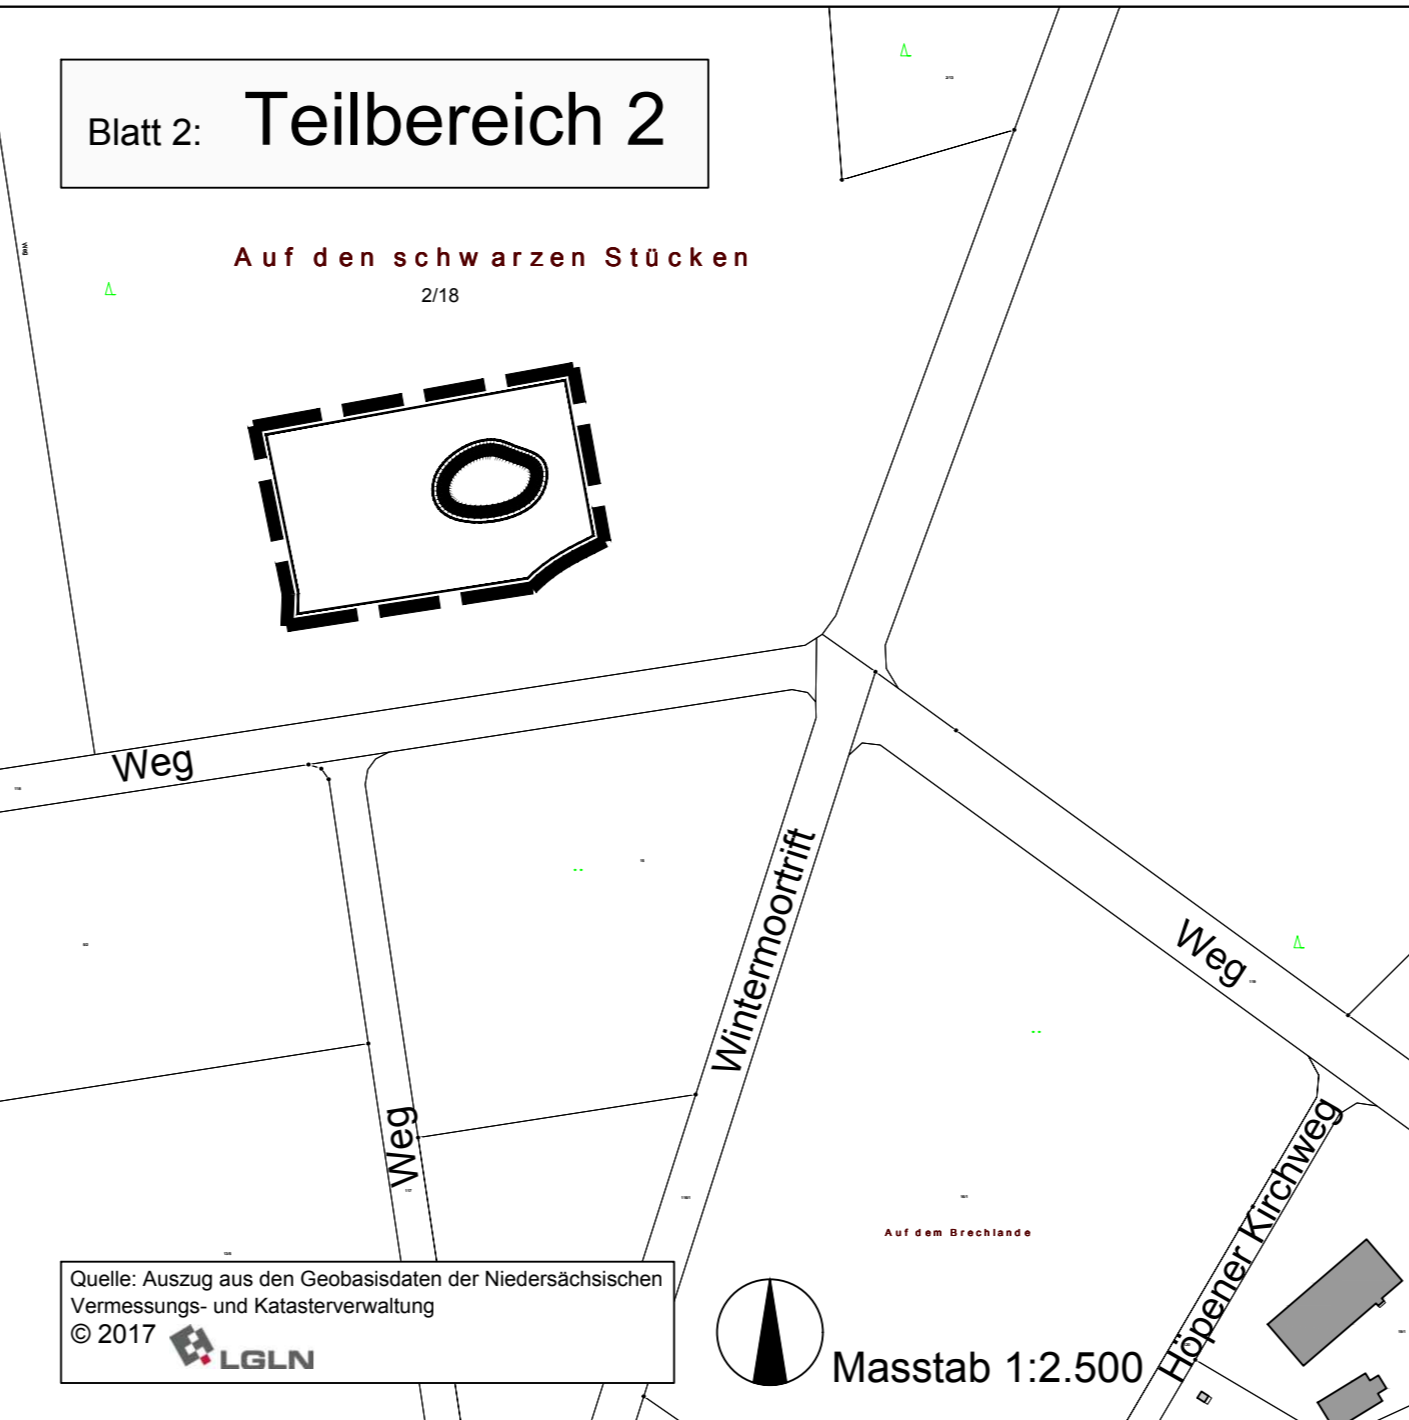 Blatt 2: Teilbereich 2
Auf den schwarzen Stücken
2/18
Weg
Wintermoortrift
Weg
Weg
Auf dem Brechlande
Höpener Kirchweg
Quelle: Auszug aus den Geobasisdaten der Niedersächsischen
Vermessungs- und Katasterverwaltung
© 2017
LGLN
Masstab 1:2.500